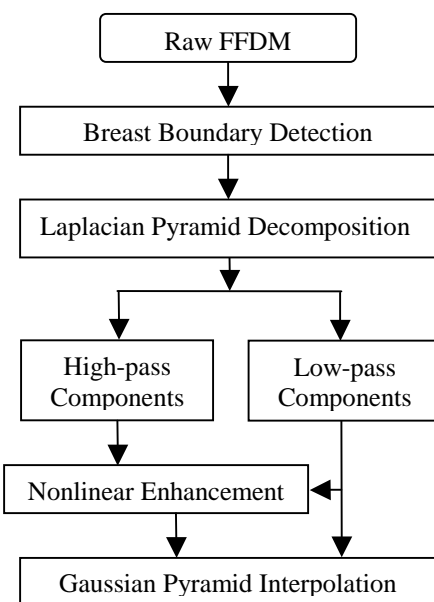 Raw FFDM
Breast Boundary Detection
Laplacian Pyramid Decomposition
High-pass
Components
Low-pass
Components
Nonlinear Enhancement
Gaussian Pyramid Interpolation